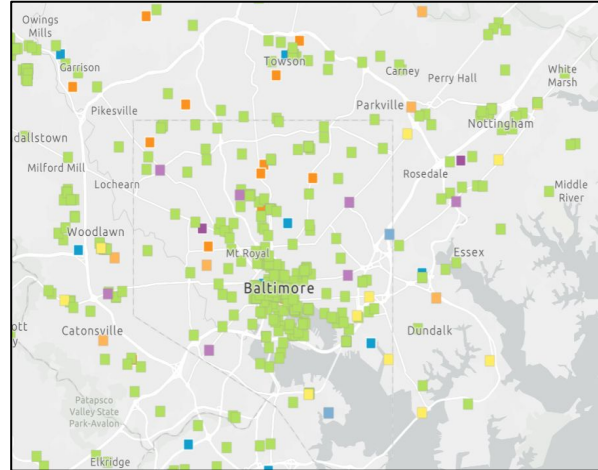 Owings
Mills
Garrison
Towson
Carney
Perry Hall
White
Marsh
Pikesville
Parkville
Nottingham
dallstown
Milford Mill
Lochearn
Rosedale
Middle
River
Woodlawn
Mt Royal
Essex
Baltimore
ott
y
Catonsville
Dundalk
Patapsco
Valley State
Park-Avalon
Elkridge